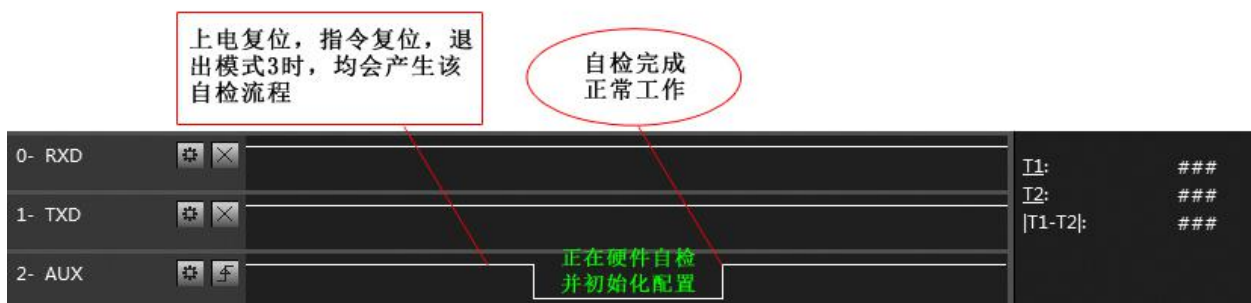 上电复位，指令复位，退
出模式3时，均会产生该
自检流程
自检完成
正常工作
0- RXD
T1: ###
T2: ###
1- TXD
|T1-T2|: ###
正在硬件自检
2- AUX
并初始化配置